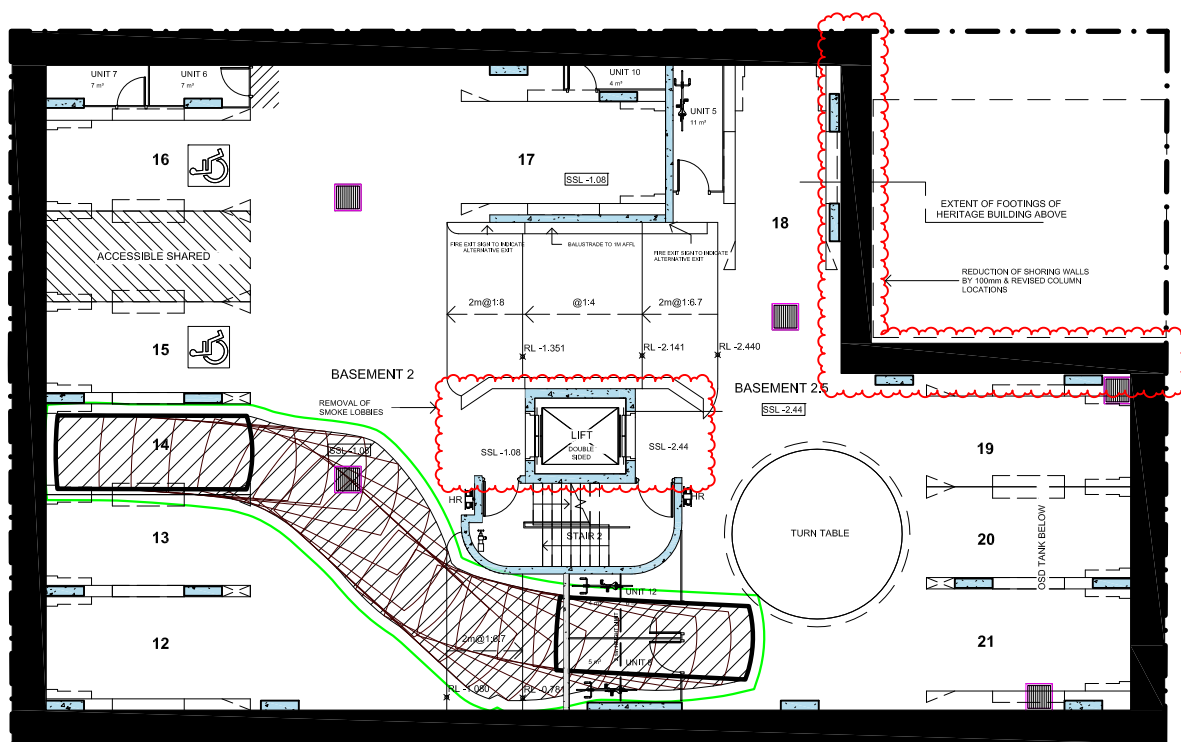 UNIT 7
7 m²
UNIT 6
7 m²
UNIT 10
4 m²
UNIT 5
11 m²
16
17
SSL -1.08
18
EXTENT OF FOOTINGS OF
HERITAGE BUILDING ABOVE
FIRE EXIT SIGN TO INDICATE
ALTERNATIVE EXIT
BALUSTRADE TO 1M AFFL
FIRE EXIT SIGN TO INDICATE
ALTERNATIVE EXIT
ACCESSIBLE SHARED
REDUCTION OF SHORING WALLS
BY 100mm & REVISED COLUMN
LOCATIONS
2m@1:8
@1:4
2m@1:6.7
15
RL -1.351
RL -2.141
RL -2.440
BASEMENT 2
BASEMENT 2.5
SSL -2.44
REMOVAL OF
SMOKE LOBBIES
LIFT
DOUBLE
SIDED
14
SSL -1.08
SSL -1.08
SSL -2.44
19
HR
HR
13
STAIR 2
TURN TABLE
20
OSD TANK BELOW
UNIT 12
12
2m@1:6.7
5 m²
UNIT 8
21
RL -1.080
RL -0.781